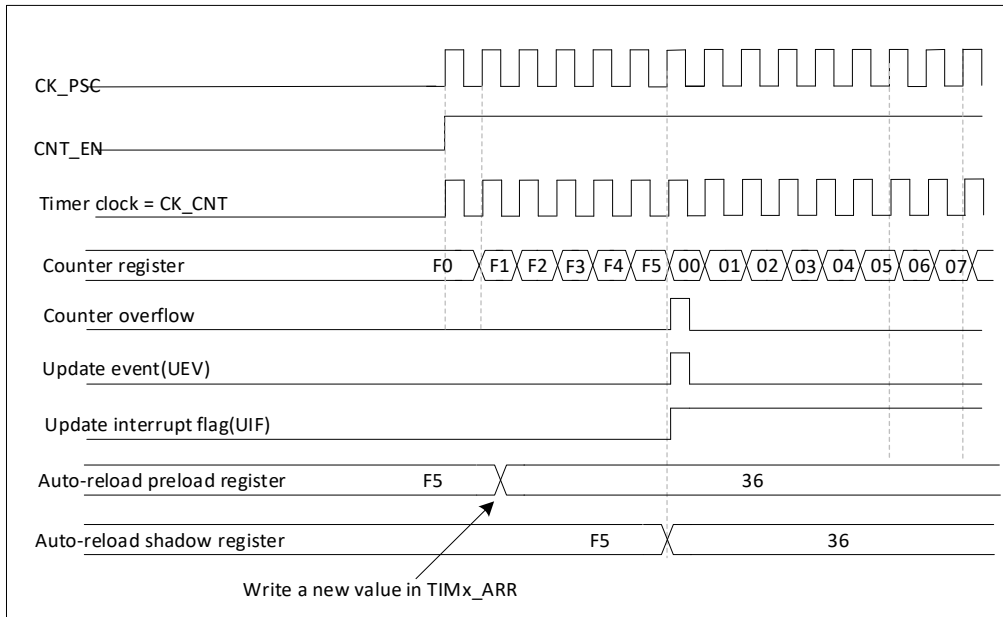 CK_PSC
CNT_EN
Timer clock = CK_CNT
Counter register F0 F1 F2 F3 F4 F5 00 01 02 03 04 05 06 07
Counter overflow
Update event(UEV)
Update interrupt flag(UIF)
Auto-reload preload register F5 36
Auto-reload shadow register F5 36
Write a new value in TIMx_ARR